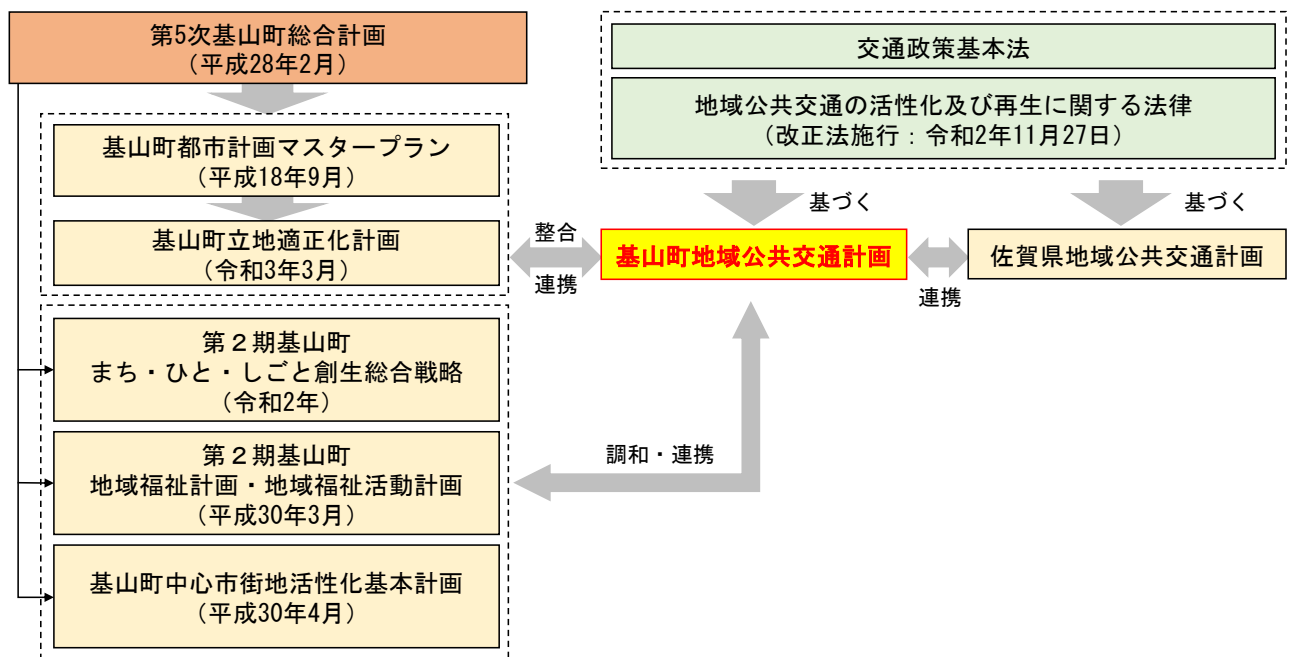 第5次基山町総合計画
(平成28年2月)
基山町都市計画マスタープラン
(平成18年9月)
基山町立地適正化計画
(令和3年3月)
第２期基山町
まち・ひと・しごと創生総合戦略
(令和2年)
第２期基山町
地域福祉計画・地域福祉活動計画
(平成30年3月)
基山町中心市街地活性化基本計画
(平成30年4月)
交通政策基本法
地域公共交通の活性化及び再生に関する法律
(改正法施行：令和2年11月27日)
基づく
基づく
整合
連携
基山町地域公共交通計画
連携
佐賀県地域公共交通計画
調和・連携